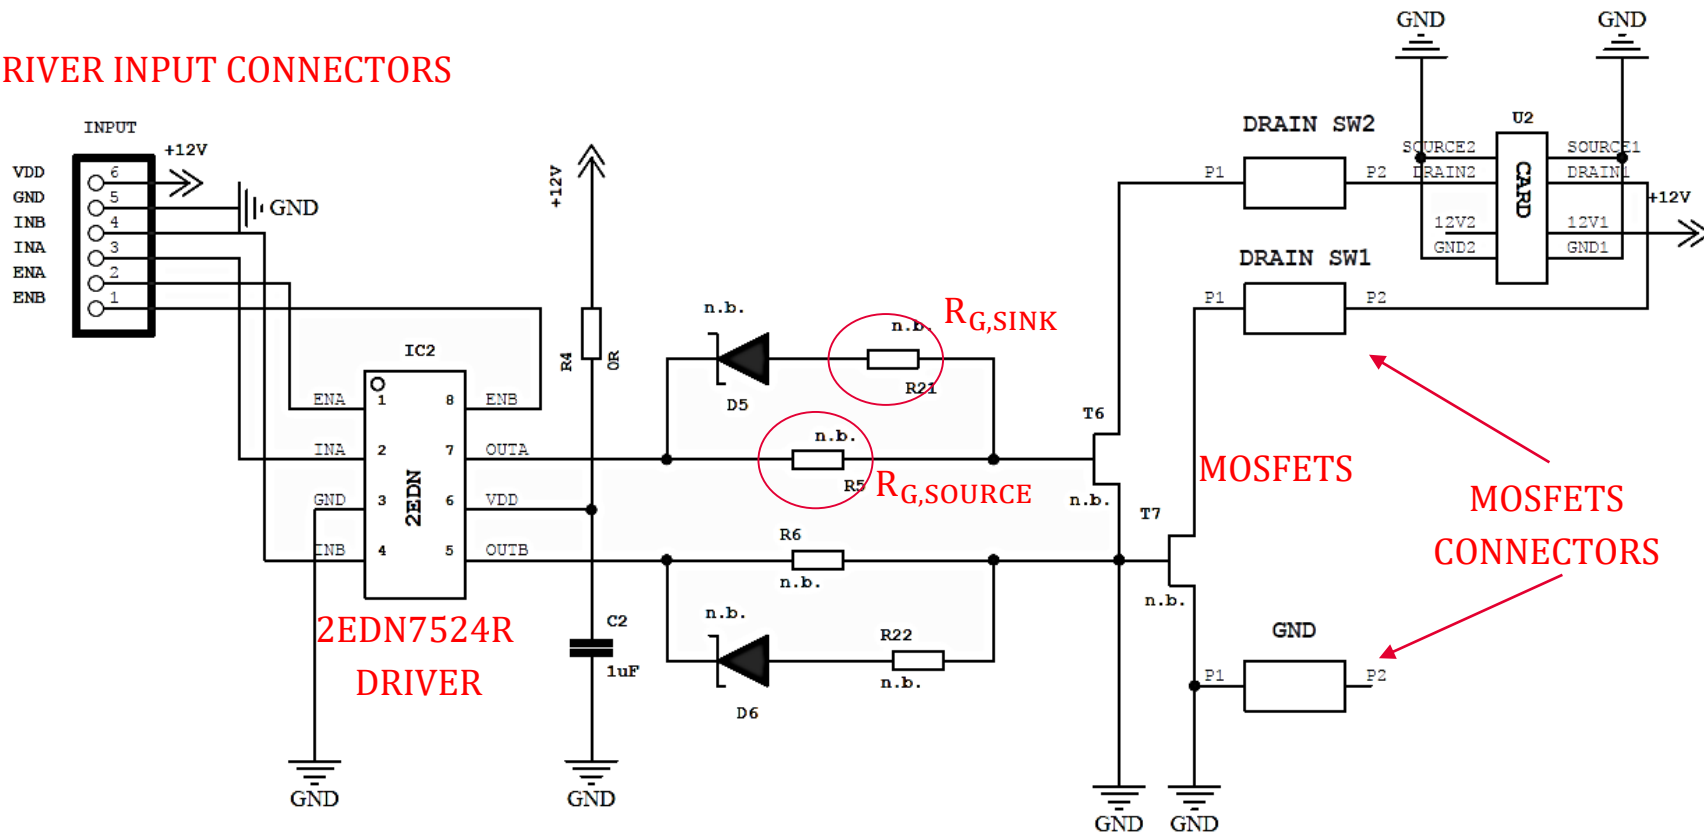 GND
GND
RIVER INPUT CONNECTORS
INPUT
DRAIN SW2
U2
+12V
SOURCE2
SOURCE1
VDD
6
P1
P2
DRAIN2
CARD
DRAIN1
GND
5
GND
+12V
+12V
INB
4
12V2
12V1
INA
3
GND2
GND1
DRAIN SW1
ENA
2
ENB
1
P1
P2
n.b.
n.b.
R_G,SINK
IC2
R4
0R
R21
D5
ENA
1
8
ENB
T6
n.b.
INA
2
7
OUTA
MOSFETS
R5
R_G,SOURCE
2EDN
GND
3
6
VDD
n.b.
T7
MOSFETS
CONNECTORS
R6
INB
4
5
OUTB
n.b.
n.b.
n.b.
2EDN7524R
DRIVER
C2
1uF
R22
n.b.
GND
P1
P2
D6
GND
GND
GND
GND